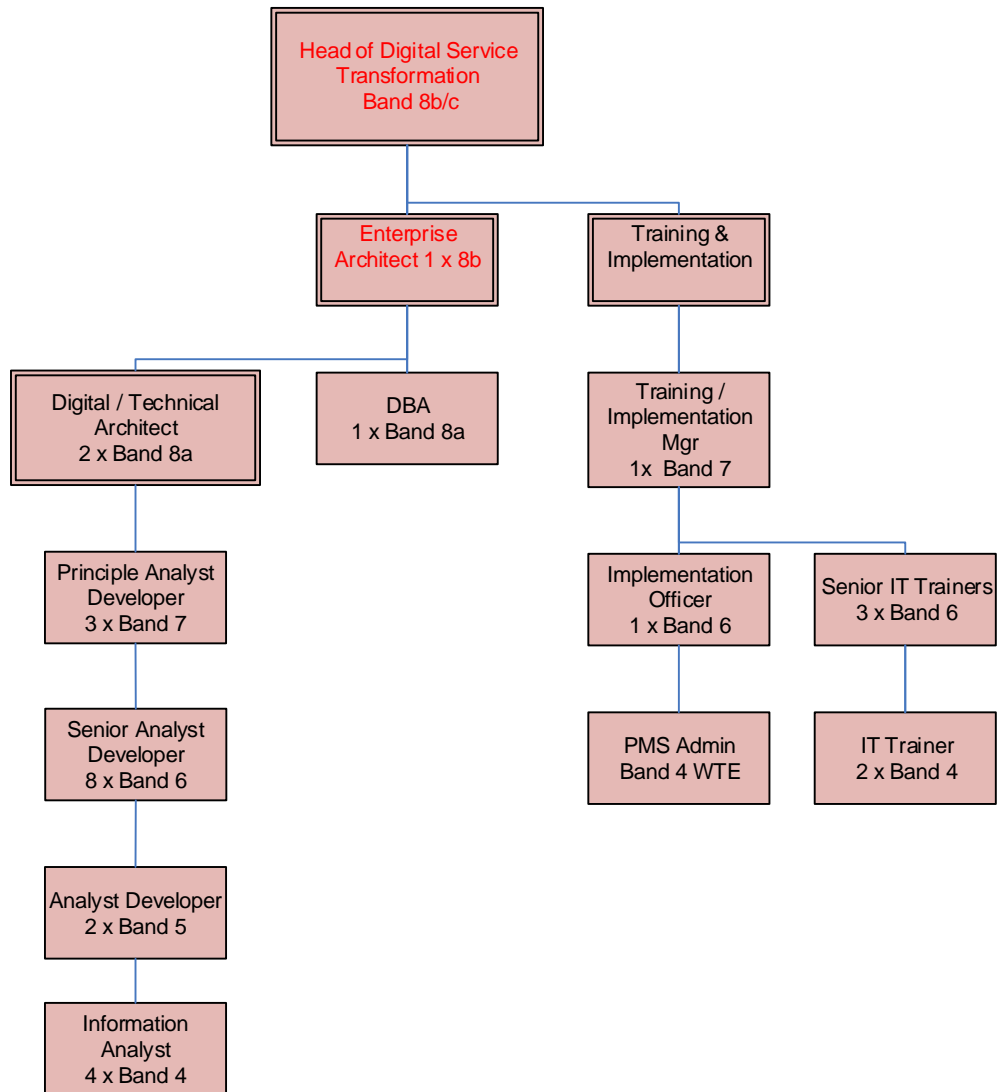 Head of Digital Service
Transformation
Band 8b/c
Enterprise
Architect 1 x 8b
Training &
Implementation
Digital / Technical
Architect
2 x Band 8a
DBA
1 x Band 8a
Training /
Implementation
Mgr
1x Band 7
Principle Analyst
Developer
3 x Band 7
Implementation
Officer
1 x Band 6
Senior IT Trainers
3 x Band 6
Senior Analyst
Developer
8 x Band 6
PMS Admin
Band 4 WTE
IT Trainer
2 x Band 4
Analyst Developer
2 x Band 5
Information
Analyst
4 x Band 4